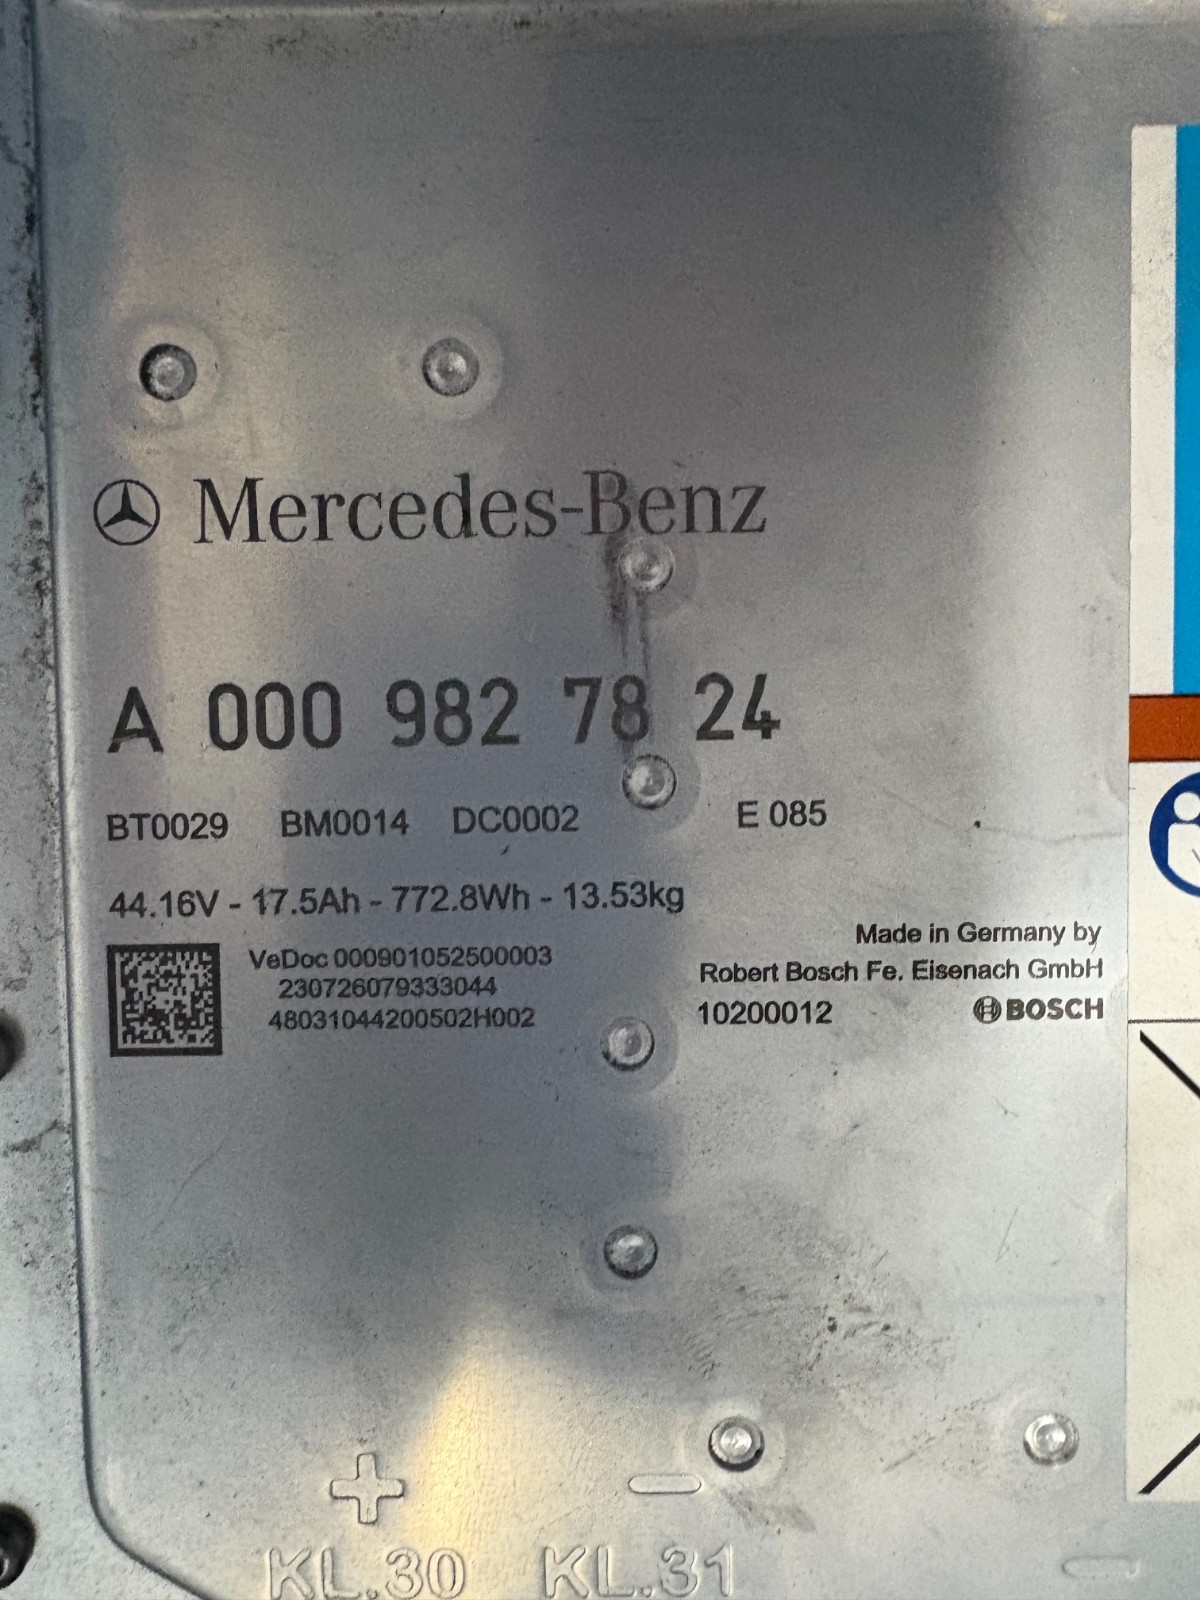 Mercedes-Benz
A 000 982 78 24
BT0029 BM0014 DC0002 E 085
44.16V - 17.5Ah - 772.8Wh - 13.53kg
VeDoc 000901052500003
230726079333044
48031044200502H002
Made in Germany by
Robert Bosch Fe. Eisenach GmbH
10200012 BOSCH
+ −
KL.30 KL.31